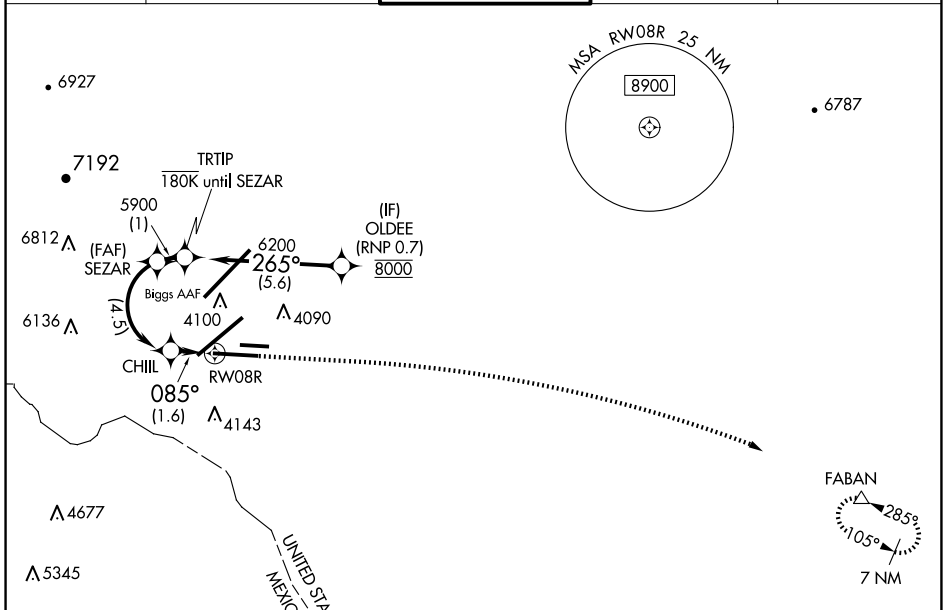 MSA RW08R 25 NM
8900
6927
6787
7192
TRTIP
180K until SEZAR
5900
(1)
(IF)
OLDEE
(RNP 0.7)
8000
6812
(FAF)
SEZAR
6200
265°
(5.6)
Biggs AAF
4100
4090
(4.5)
6136
CHIIL
RW08R
085°
(1.6)
4143
FABAN
285°
105°
7 NM
4677
5345
UNITED STA
MEXIC